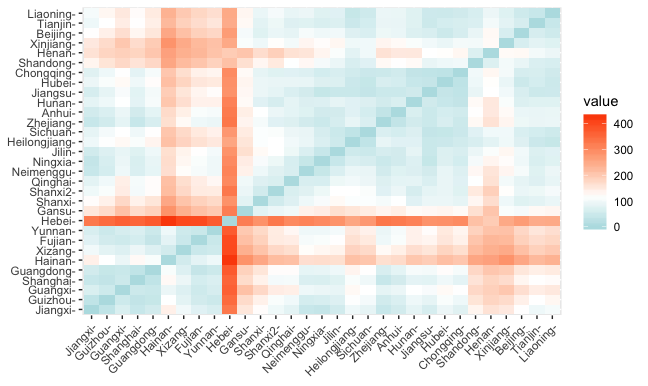 Liaoning-
Tianjin-
Beijing-
Xinjiang-
Henan-
Shandong-
Chongqing-
Hubei-
Jiangsu-
Hunan-
Anhui-
Zhejiang-
Sichuan-
Heilongjiang-
Jilin-
Ningxia-
Neimenggu-
Qinghai-
Shanxi2-
Shanxi-
Gansu-
Hebei-
Yunnan-
Fujian-
Xizang-
Hainan-
Guangdong-
Shanghai-
Guangxi-
Guizhou-
Jiangxi-
Jiangxi-
Guizhou-
Guangxi-
Shanghai-
Guangdong-
Hainan-
Xizang-
Fujian-
Yunnan-
Hebei-
Gansu-
Shanxi-
Shanxi2-
Qinghai-
Neimenggu-
Ningxia-
Jilin-
Heilongjiang-
Sichuan-
Zhejiang-
Anhui-
Hunan-
Jiangsu-
Hubei-
Chongqing-
Shandong-
Henan-
Xinjiang-
Beijing-
Tianjin-
Liaoning-
value
400
300
200
100
0